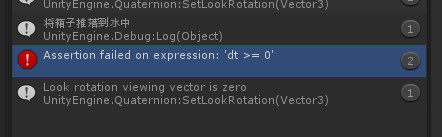 UnityEngine.Quaternion:SetLookRotation(Vector3)
将箱子推落到水中
UnityEngine.Debug:Log(Object)
1
Assertion failed on expression: 'dt >= 0'
2
Look rotation viewing vector is zero
UnityEngine.Quaternion:SetLookRotation(Vector3)
1